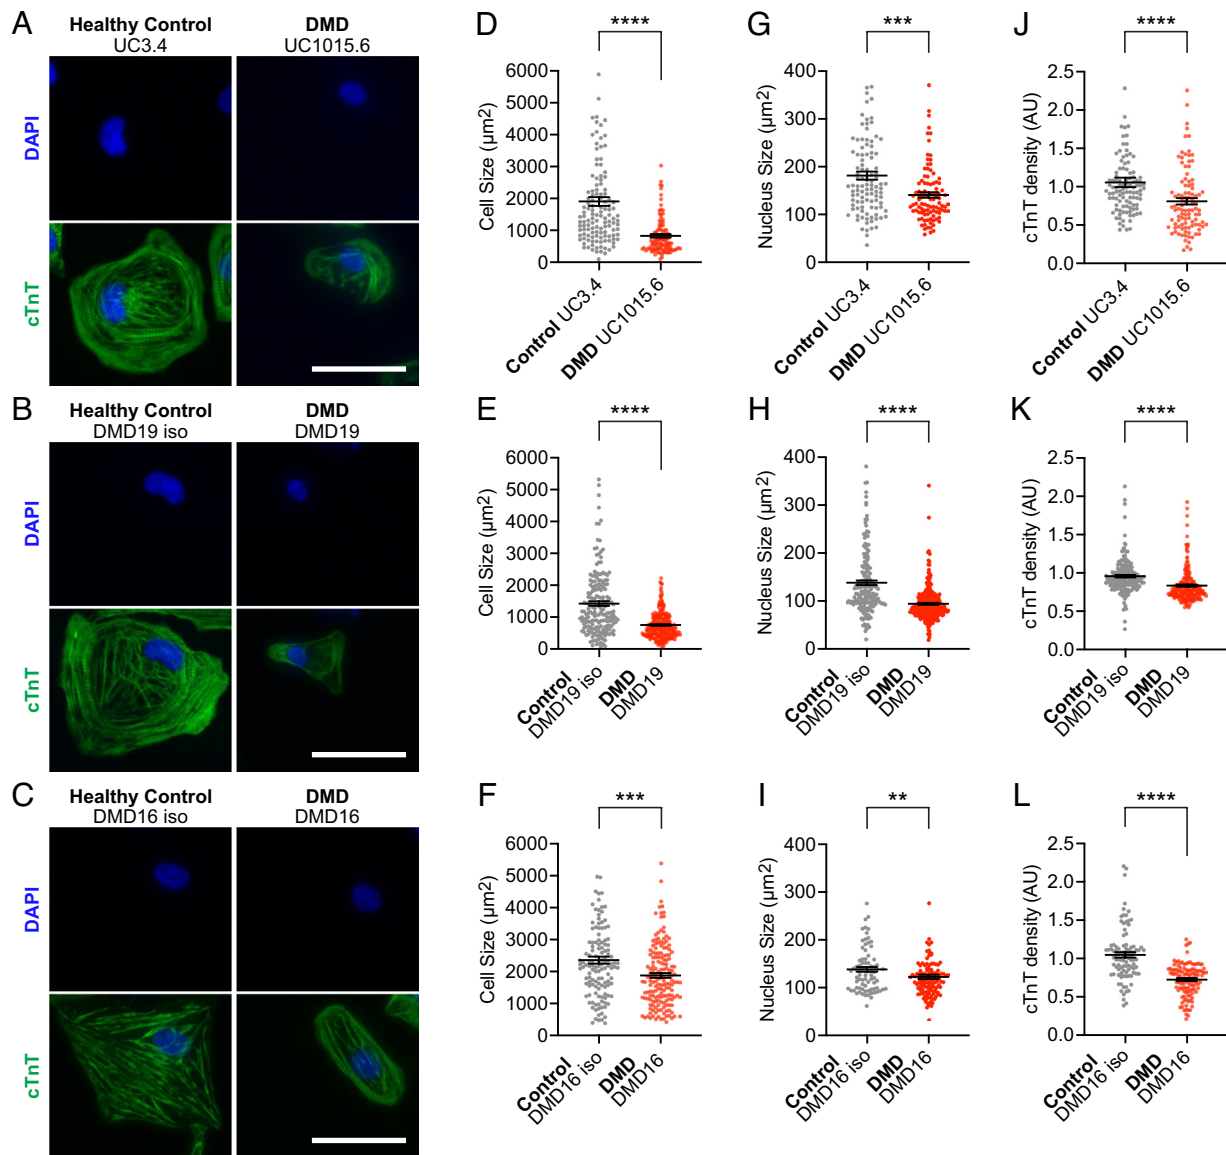 A
Healthy Control
UC3.4
DMD
UC1015.6
DAPI
cTnT
B
Healthy Control
DMD19 iso
DMD
DMD19
DAPI
cTnT
C
Healthy Control
DMD16 iso
DMD
DMD16
DAPI
cTnT
D
****
Cell Size (µm2)
6000
5000
4000
3000
2000
1000
0
Control UC3.4
DMD UC1015.6
G
***
Nucleus Size (µm2)
400
300
200
100
0
Control UC3.4
DMD UC1015.6
J
****
cTnT density (AU)
2.5
2.0
1.5
1.0
0.5
0.0
Control UC3.4
DMD UC1015.6
E
****
Cell Size (µm2)
6000
5000
4000
3000
2000
1000
0
Control
DMD19 iso
DMD
DMD19
H
****
Nucleus Size (µm2)
400
300
200
100
0
Control
DMD19 iso
DMD
DMD19
K
****
cTnT density (AU)
2.5
2.0
1.5
1.0
0.5
0.0
Control
DMD19 iso
DMD
DMD19
F
***
Cell Size (µm2)
6000
5000
4000
3000
2000
1000
0
Control
DMD16 iso
DMD
DMD16
I
**
Nucleus Size (µm2)
400
300
200
100
0
Control
DMD16 iso
DMD
DMD16
L
****
cTnT density (AU)
2.5
2.0
1.5
1.0
0.5
0.0
Control
DMD16 iso
DMD
DMD16